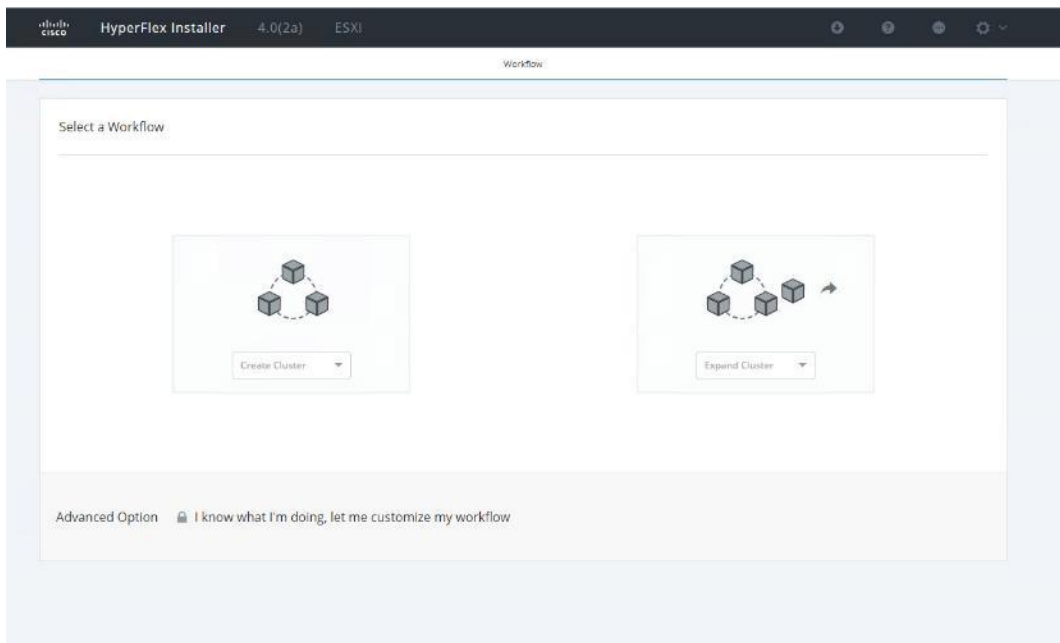 cisco HyperFlex Installer 4.0(2a) ESXi
Workflow
Select a Workflow
Create Cluster
Expand Cluster
Advanced Option I know what I'm doing, let me customize my workflow